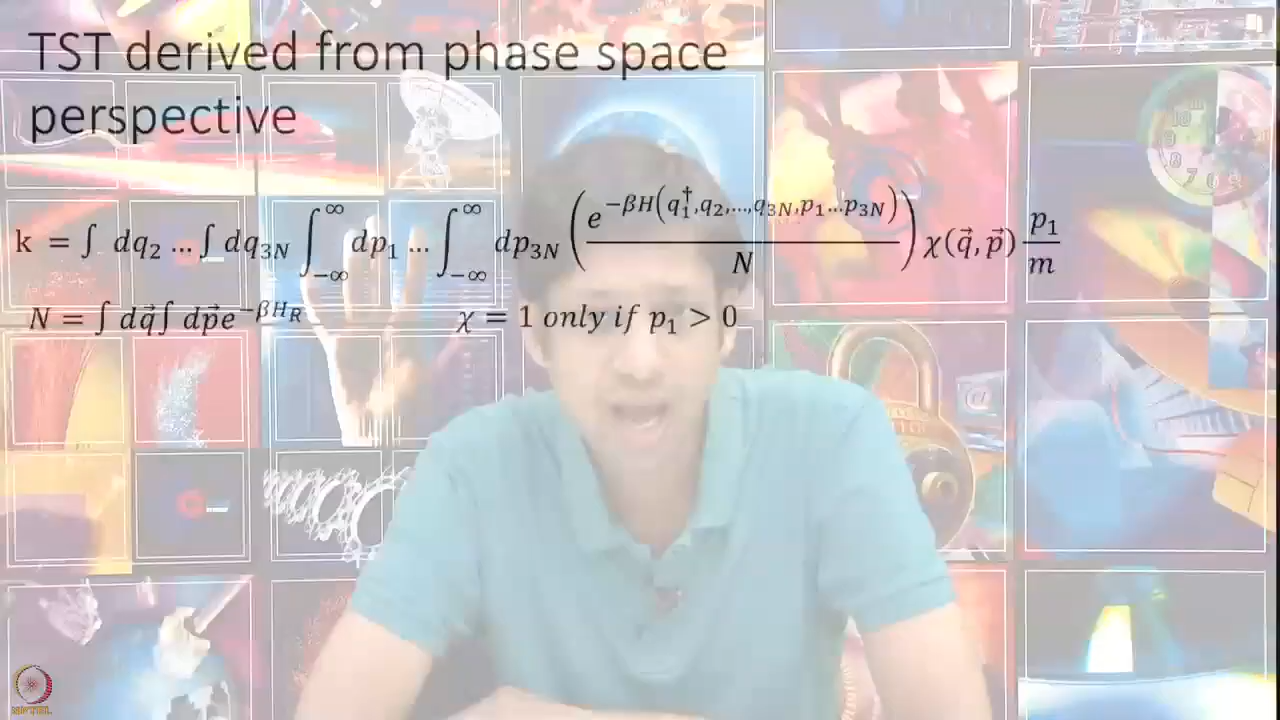 TST derived from phase space
perspective
k = ∫ dq₂ … ∫ dq₃N ∫_{-∞}^{∞} dp₁ … ∫_{-∞}^{∞} dp₃N (e^{-βH(q₁†,q₂,…,q₃N,p₁…p₃N)} / N) χ(q⃗, p⃗) p₁/m
N = ∫ dq⃗ ∫ dp⃗ e^{-βH_R} χ = 1 only if p₁ > 0
NPTEL